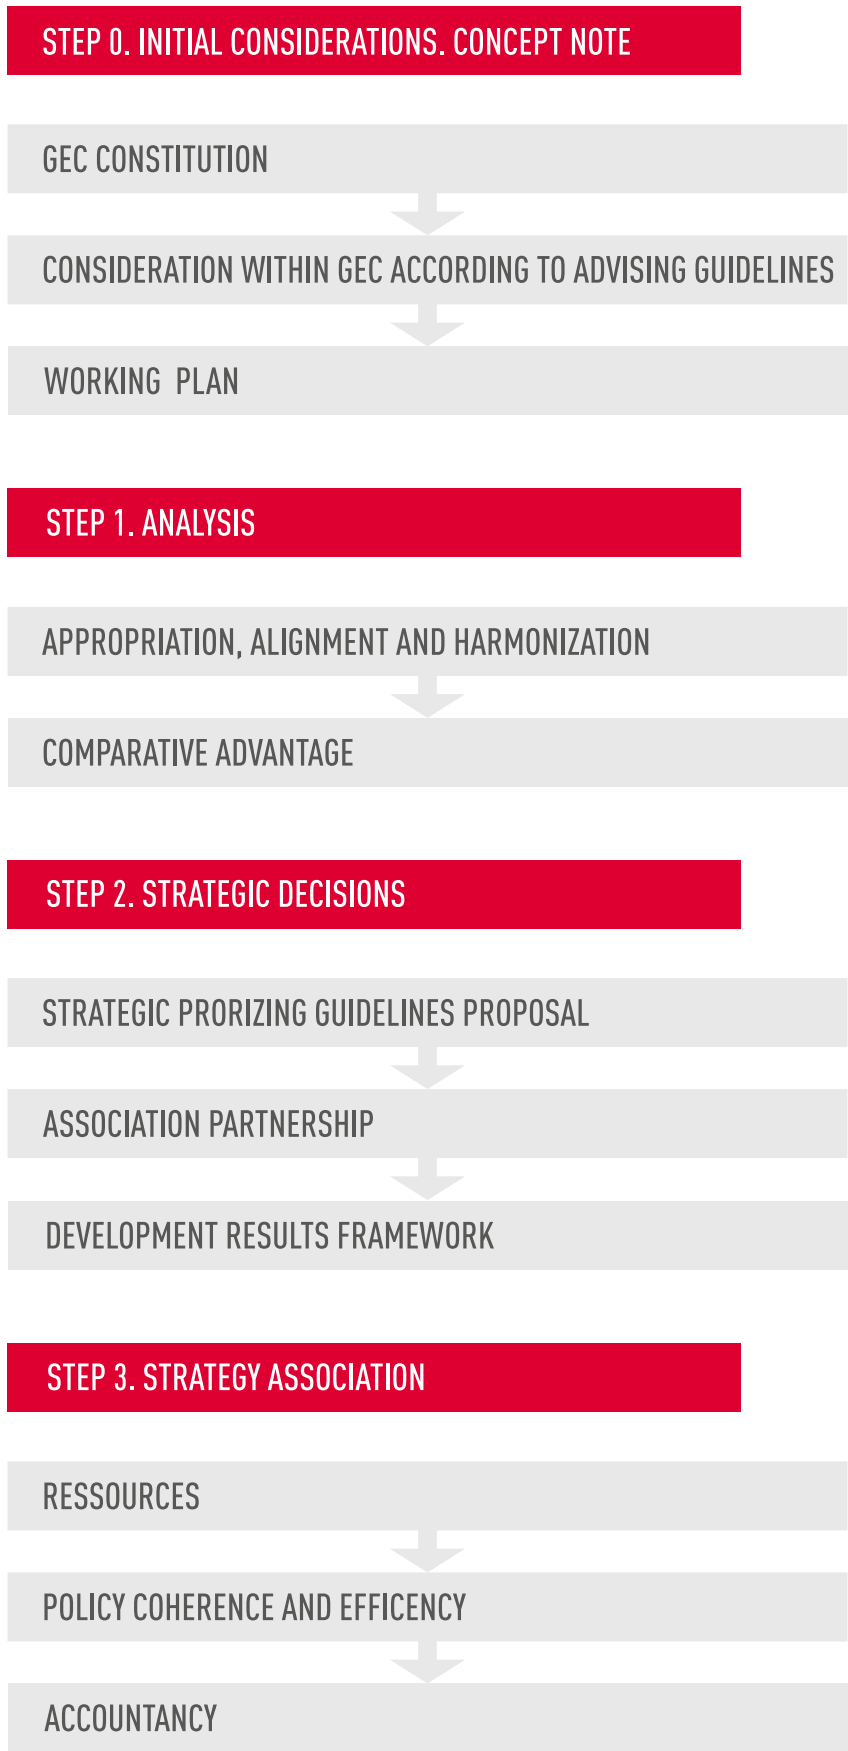 STEP 0. INITIAL CONSIDERATIONS. CONCEPT NOTE
GEC CONSTITUTION
CONSIDERATION WITHIN GEC ACCORDING TO ADVISING GUIDELINES
WORKING PLAN
STEP 1. ANALYSIS
APPROPRIATION, ALIGNMENT AND HARMONIZATION
COMPARATIVE ADVANTAGE
STEP 2. STRATEGIC DECISIONS
STRATEGIC PRORIZING GUIDELINES PROPOSAL
ASSOCIATION PARTNERSHIP
DEVELOPMENT RESULTS FRAMEWORK
STEP 3. STRATEGY ASSOCIATION
RESSOURCES
POLICY COHERENCE AND EFFICENCY
ACCOUNTANCY